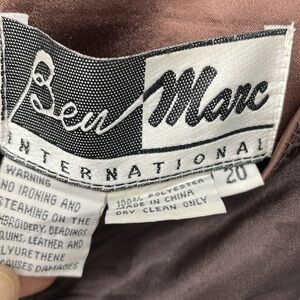 Ben Marc
INTERNATIONAL
20
WARNING
NO IRONING AND
STEAMING ON THE
EMBROIDERY, BEADINGS,
SEQUINS, LEATHER AND
POLYURETHENE
CAUSES DAMAGES
100% POLYESTER
MADE IN CHINA
DRY CLEAN ONLY